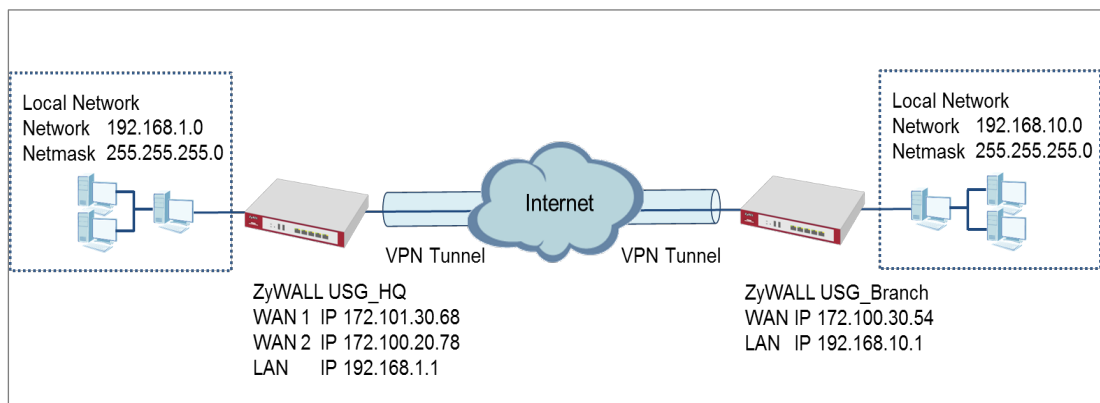 Local Network
Network 192.168.1.0
Netmask 255.255.255.0
Local Network
Network 192.168.10.0
Netmask 255.255.255.0
Internet
VPN Tunnel
VPN Tunnel
ZyWALL USG_HQ
WAN 1 IP 172.101.30.68
WAN 2 IP 172.100.20.78
LAN IP 192.168.1.1
ZyWALL USG_Branch
WAN IP 172.100.30.54
LAN IP 192.168.10.1